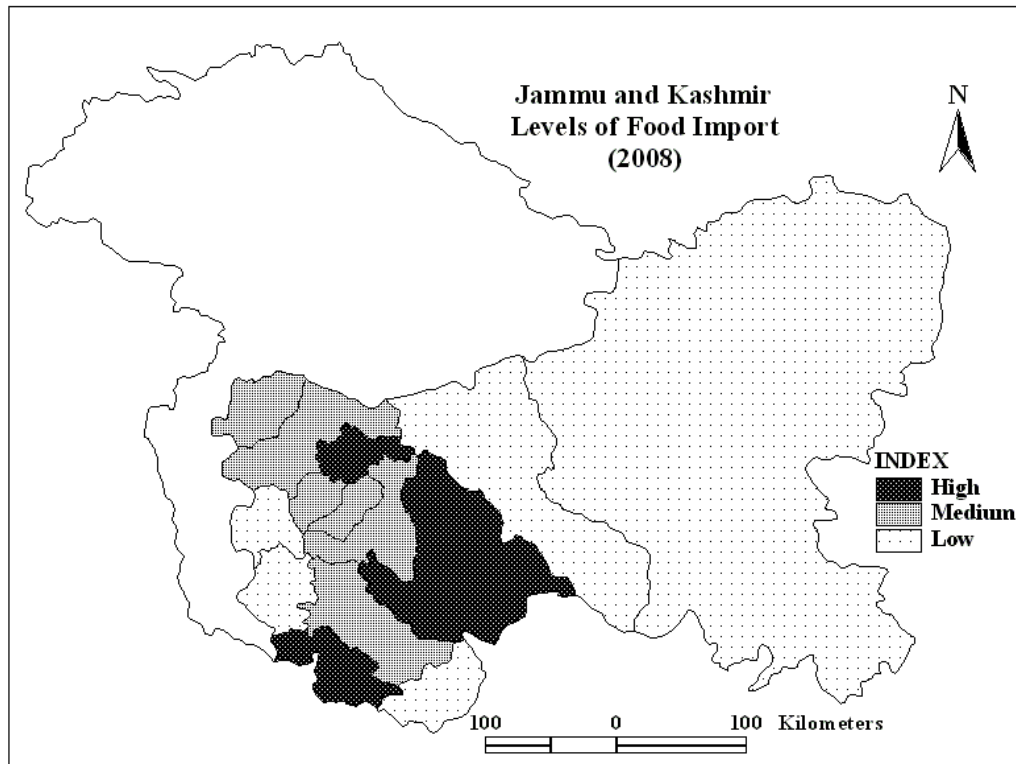 Jammu and Kashmir
Levels of Food Import
(2008)
N
INDEX
High
Medium
Low
100 0 100 Kilometers